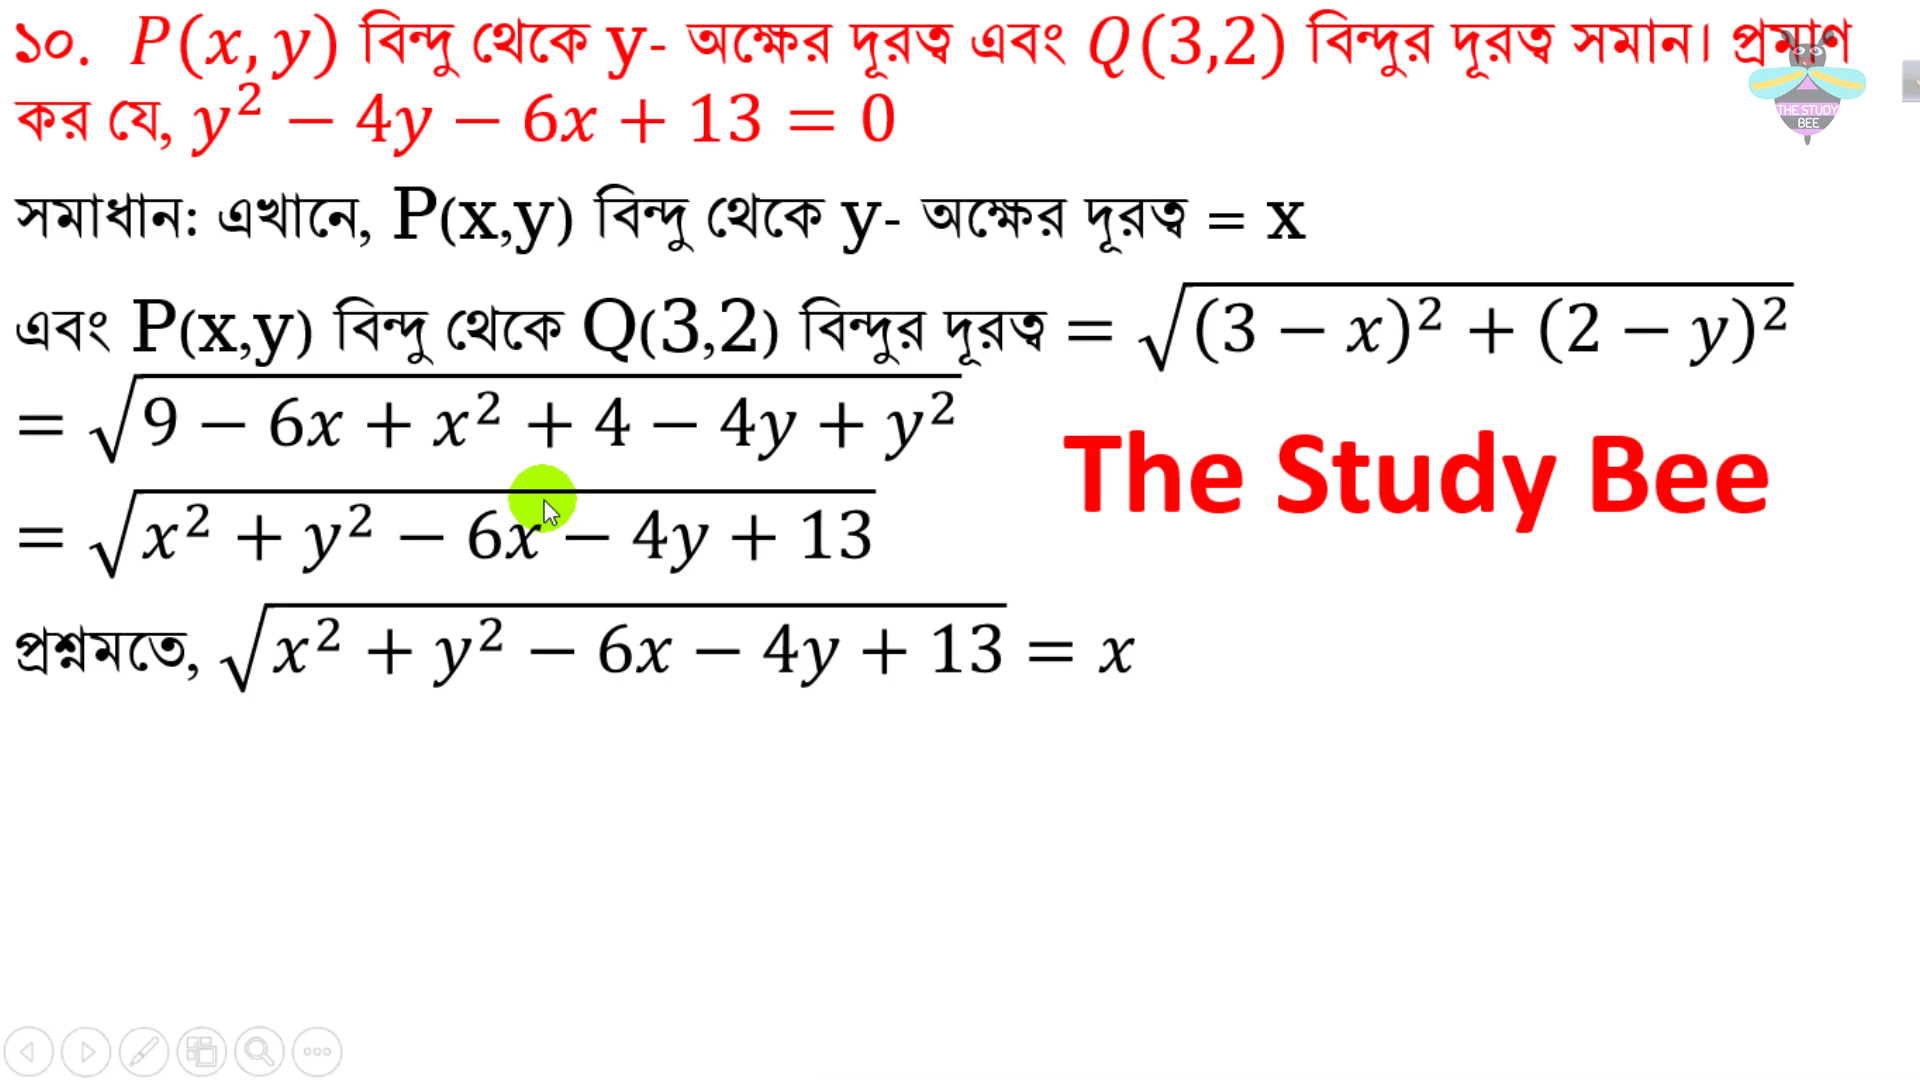 ১০. P(x, y) বিন্দু থেকে y- অক্ষের দূরত্ব এবং Q(3,2) বিন্দুর দূরত্ব সমান। প্রমাণ
কর যে, y² − 4y − 6x + 13 = 0
THE STUDY
BEE
সমাধান: এখানে, P(x,y) বিন্দু থেকে y- অক্ষের দূরত্ব = x
এবং P(x,y) বিন্দু থেকে Q(3,2) বিন্দুর দূরত্ব = √(3 − x)² + (2 − y)²
= √9 − 6x + x² + 4 − 4y + y²
The Study Bee
= √x² + y² − 6x − 4y + 13
প্রশ্নমতে, √x² + y² − 6x − 4y + 13 = x